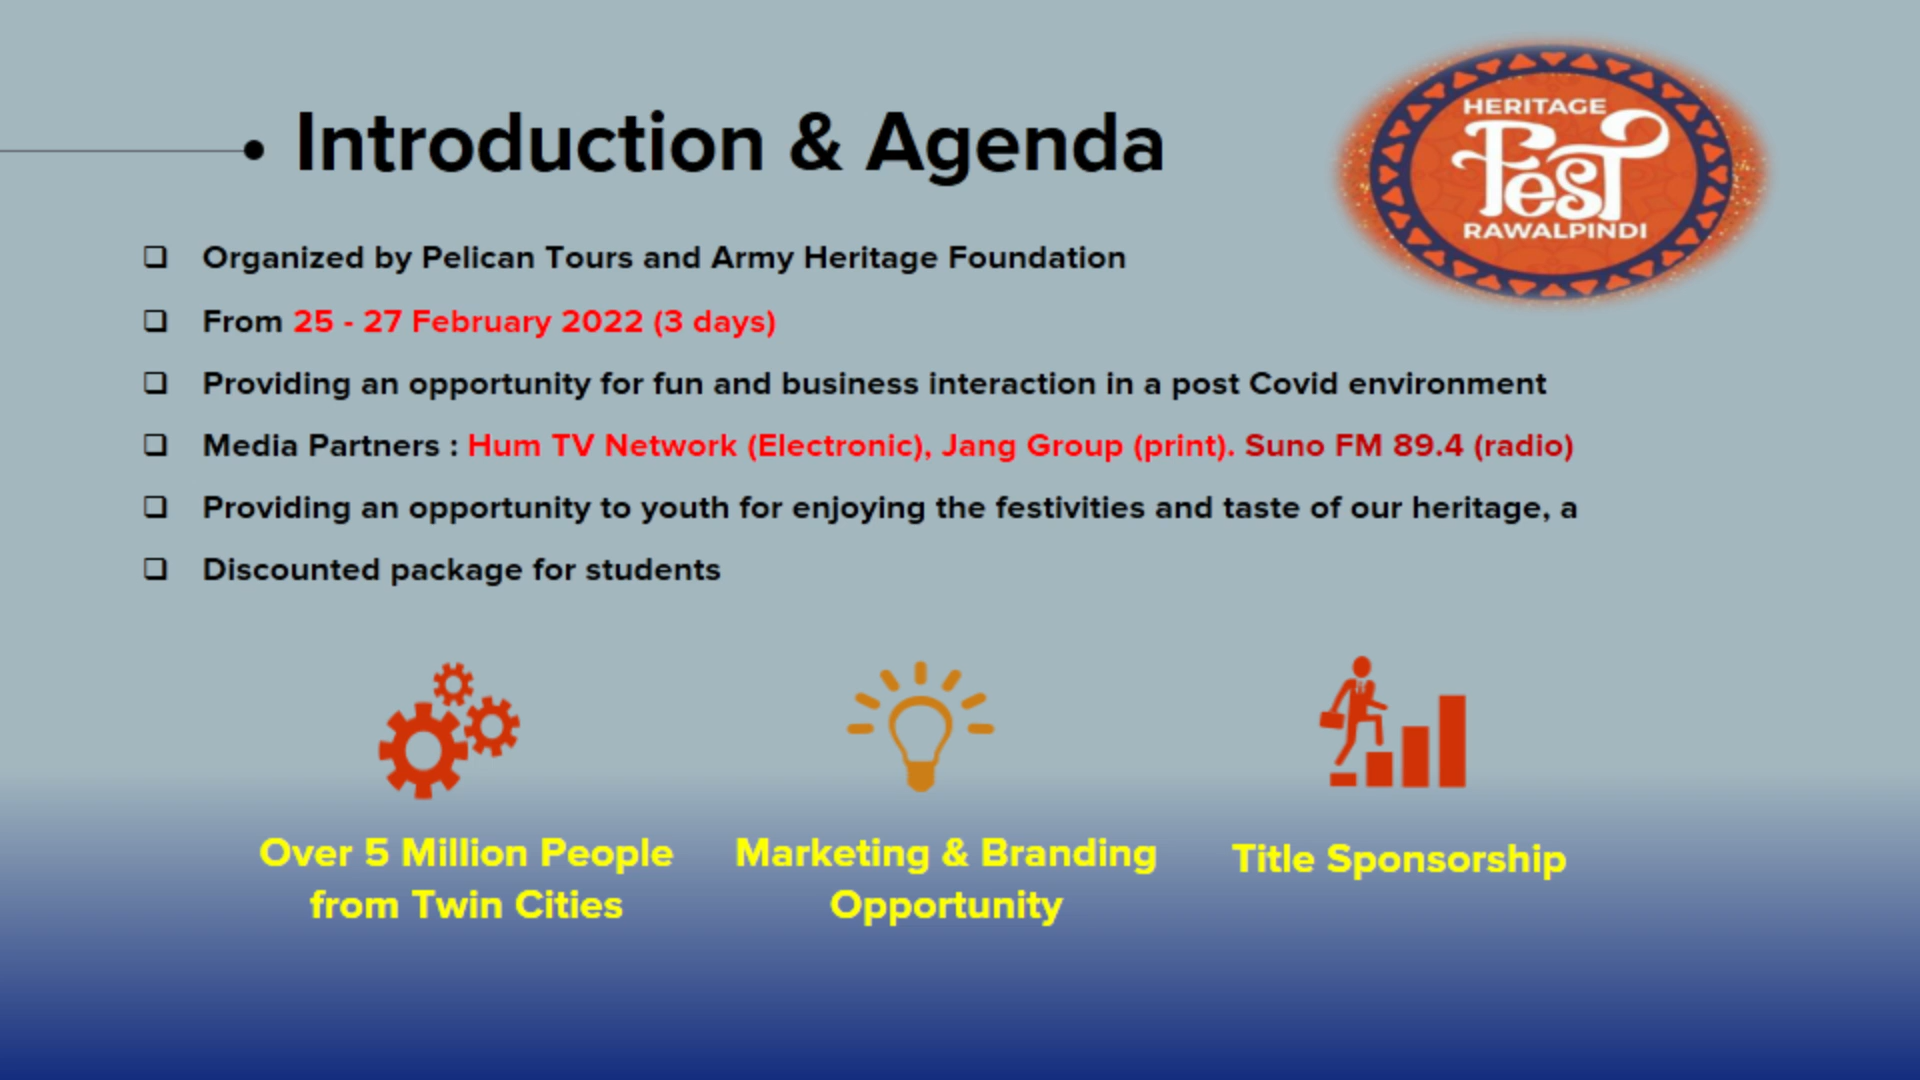 Introduction & Agenda
HERITAGE
Fest
RAWALPINDI
❑ Organized by Pelican Tours and Army Heritage Foundation
❑ From 25 - 27 February 2022 (3 days)
❑ Providing an opportunity for fun and business interaction in a post Covid environment
❑ Media Partners : Hum TV Network (Electronic), Jang Group (print). Suno FM 89.4 (radio)
❑ Providing an opportunity to youth for enjoying the festivities and taste of our heritage, a
❑ Discounted package for students
Over 5 Million People
from Twin Cities
Marketing & Branding
Opportunity
Title Sponsorship